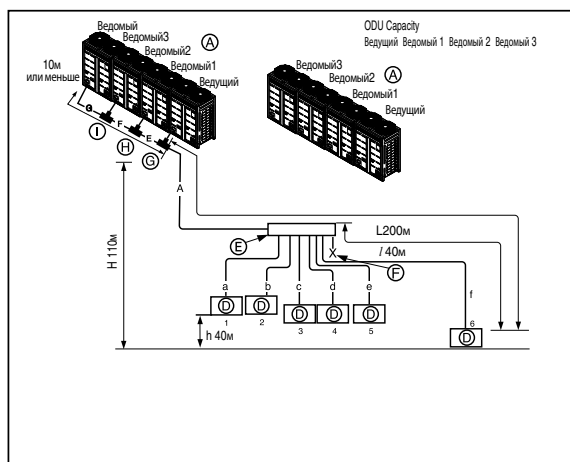 Ведомый
Ведомый3
Ведомый2
Ведомый1
Ведущий
A
10м
или меньше
G
F
E
I
H
G
ODU Capacity
Ведущий Ведомый 1 Ведомый 2 Ведомый 3
Ведомый3
Ведомый2
Ведомый1
Ведущий
A
A
H 110м
E
L200м
l 40м
X
F
a
b
c
d
e
f
D
D
D
D
D
D
1
2
3
4
5
6
h 40м